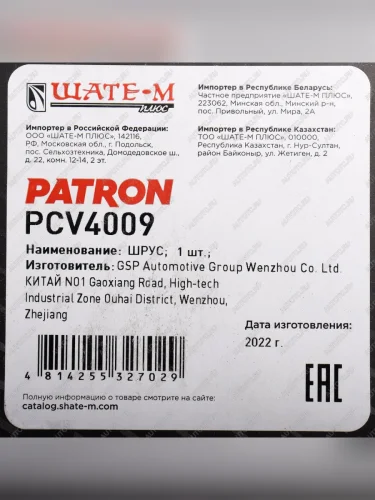 ШАТЕ-М
ПЛЮС
Импортер в Республике Беларусь:
Частное предприятие «ШАТЕ-М ПЛЮС»,
223062, Минская обл., Минский р-н,
пос. Привольный, ул. Мира, 2А
Импортер в Российской Федерации:
ООО «ШАТЕ-М ПЛЮС», 142116,
РФ, Московская обл., г. Подольск,
пос. Сельхозтехника, Домодедовское ш.,
д. 22, комн. 12-14, 2 эт.
Импортер в Республике Казахстан:
ТОО «ШАТЕ-М ПЛЮС», 010000,
Республика Казахстан, г. Нур-Султан,
район Байконыр, ул. Жетиген, д. 2
PATRON
PCV4009
Наименование: ШРУС; 1 шт.;
Изготовитель: GSP Automotive Group Wenzhou Co. Ltd.
КИТАЙ NO1 Gaoxiang Road, High-tech
Industrial Zone Ouhai District, Wenzhou,
Zhejiang
Дата изготовления:
2022 г.
4 814255 327029
EAC
Подробную информацию о товаре смотрите на сайте:
catalog.shate-m.com